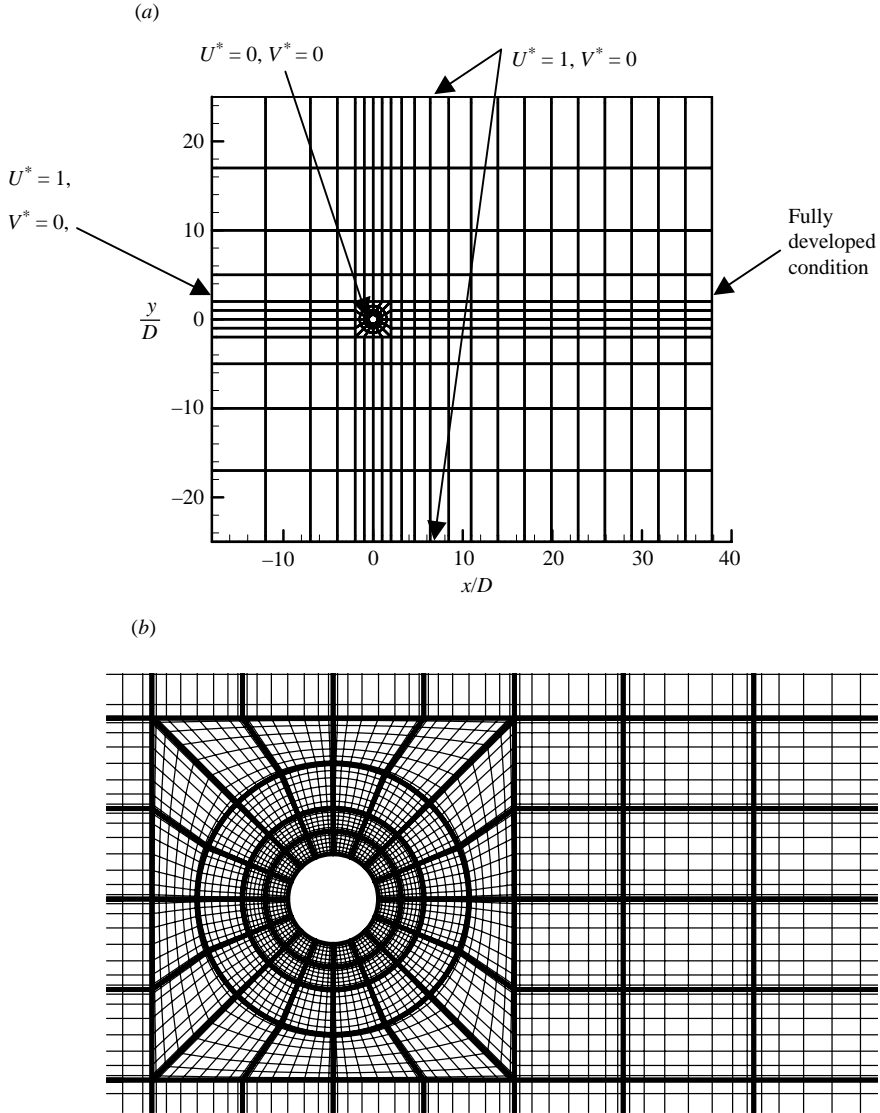 (a)
U* = 0, V* = 0
U* = 1, V* = 0
U* = 1,
V* = 0,
Fully
developed
condition
20
10
y
D
0
–10
–20
–10
0
10
20
30
40
x/D
(b)